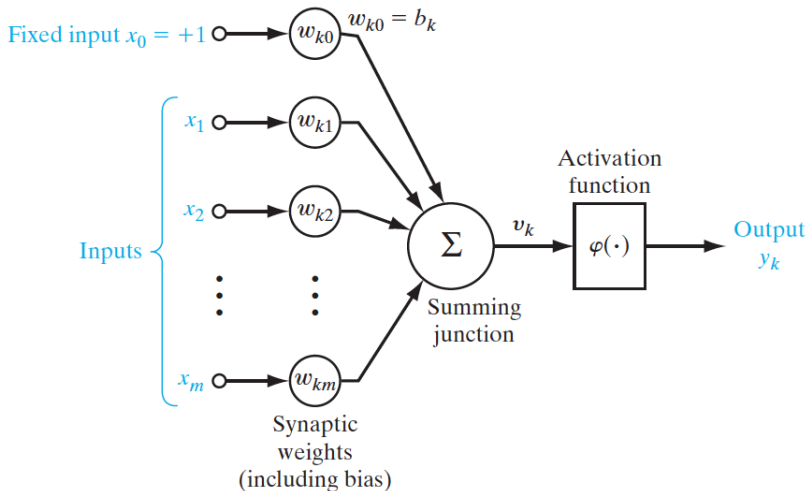 Fixed input x₀ = +1
wₖ₀
wₖ₀ = bₖ
x₁
wₖ₁
x₂
wₖ₂
Inputs
xₘ
wₖₘ
Σ
Summing
junction
vₖ
Activation
function
φ(·)
Output
yₖ
Synaptic
weights
(including bias)